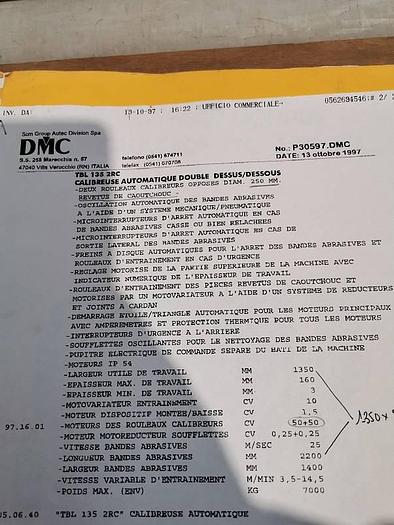 INV. DA: 13-10-97 ; 16:22 ; UFFICIO COMMERCIALE→ 0562694546:# 2/ 2
Scm Group Autec Division Spa
DMC
S.S. 258 Marecchia n. 67
47040 Villa Verucchio (RN) ITALIA
telefono (0541) 674711
telefax (0541) 670708
No.: P30597.DMC
DATE: 13 ottobre 1997
TBL 135 2RC
CALIBREUSE AUTOMATIQUE DOUBLE DESSUS/DESSOUS
-DEUX ROULEAUX CALIBREURS OPPOSES DIAM. 250 MM.
REVETUS DE CAOUTCHOUC -
-OSCILLATION AUTOMATIQUE DES BANDES ABRASIVES
A L'AIDE D'UN SYSTEME MECANIQUE/PNEUMATIQUE
-MICROINTERRUPTEURS D'ARRET AUTOMATIQUE EN CAS
DE BANDES ABRASIVES CASSE OU BIEN RELACHEES
-MICROINTERRUPTEURS D'ARRET AUTOMATIQUE EN CAS DE
SORTIE LATERAL DES BANDES ABRASIVES
-FREINS A DISQUE AUTOMATIQUES POUR L'ARRET DES BANDES ABRASIVES ET
ROULEAUX D'ENTRAINEMENT EN CAS D'URGENCE
-REGLAGE MOTORISE DE LA PARTIE SUPERIEURE DE LA MACHINE AVEC
INDICATEUR NUMERIQUE DE L'EPAISSEUR DE TRAVAIL
-ROULEAUX D'ENTRAINEMENT DES PIECES REVETUS DE CAOUTCHOUC ET
MOTORISES PAR UN MOTOVARIATEUR A L'AIDE D'UN SYSTEME DE REDUCTEURS
ET JOINTS A CARDAN
-DEMARRAGE ETOILE/TRIANGLE AUTOMATIQUE POUR LES MOTEURS PRINCIPAUX
AVEC AMPEREMETRES ET PROTECTION THERMIQUE POUR TOUS LES MOTEURS
-INTERRUPTEURS D'URGENCE A L'ARRIERE
-SOUFFLETTES OSCILLANTES POUR LE NETTOYAGE DES BANDES ABRASIVES
-PUPITRE ELECTRIQUE DE COMMANDE SEPARE DU BATI DE LA MACHINE
-MOTEURS IP 54
-LARGEUR UTILE DE TRAVAIL MM 1350
-EPAISSEUR MAX. DE TRAVAIL MM 160
-EPAISSEUR MIN. DE TRAVAIL MM 3
-MOTOVARIATEUR ENTRAINEMENT CV 10
-MOTEUR DISPOSITIF MONTEE/BAISSE CV 1,5
97.16.01 -MOTEURS DES ROULEAUX CALIBREURS CV 50+50
-MOTEUR MOTOREDUCTEUR SOUFFLETTES CV 0,25+0,25
-VITESSE BANDES ABRASIVES M/SEC 25
-LONGUEUR BANDES ABRASIVES MM 2200
-LARGEUR BANDES ABRASIVES MM 1400
-VITESSE VARIABLE D'ENTRAINEMENT M/MIN 3,5-14,5
-POIDS MAX. (ENV) KG 7000
1350 ×
05.06.40 "TBL 135 2RC" CALIBREUSE AUTOMATIQUE